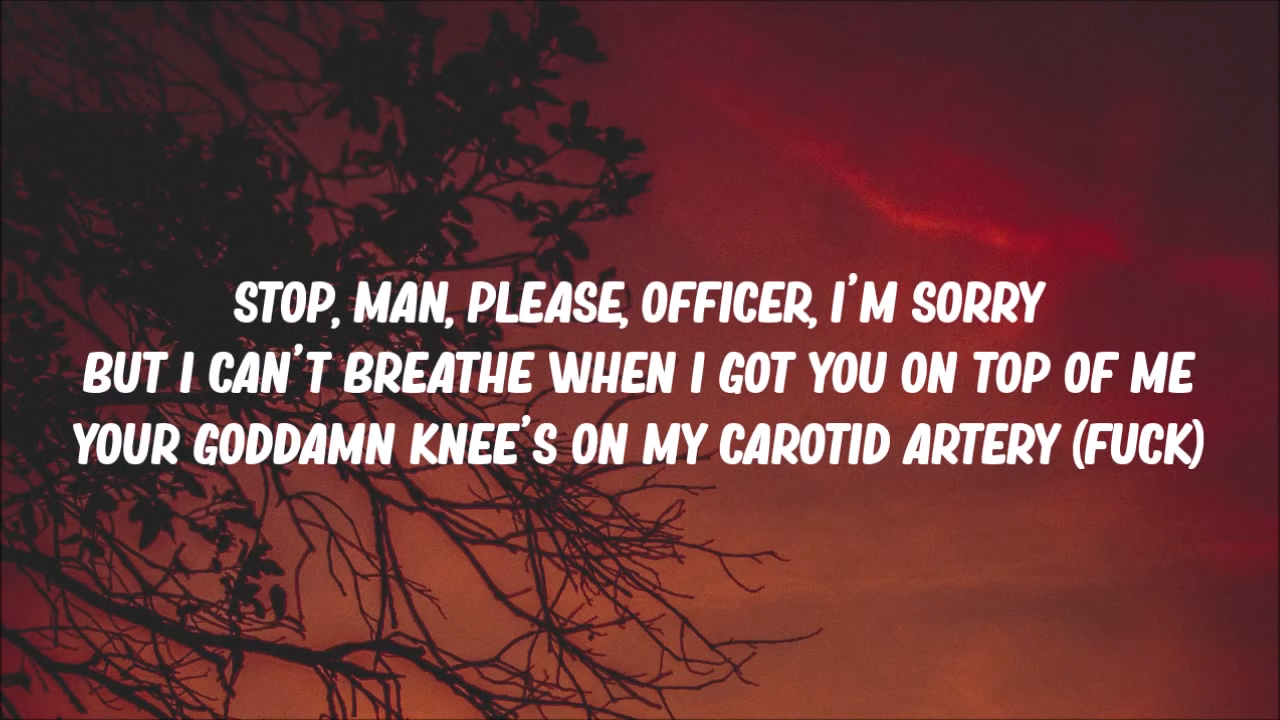 STOP, MAN, PLEASE, OFFICER, I'M SORRY
BUT I CAN'T BREATHE WHEN I GOT YOU ON TOP OF ME
YOUR GODDAMN KNEE'S ON MY CAROTID ARTERY (FUCK)